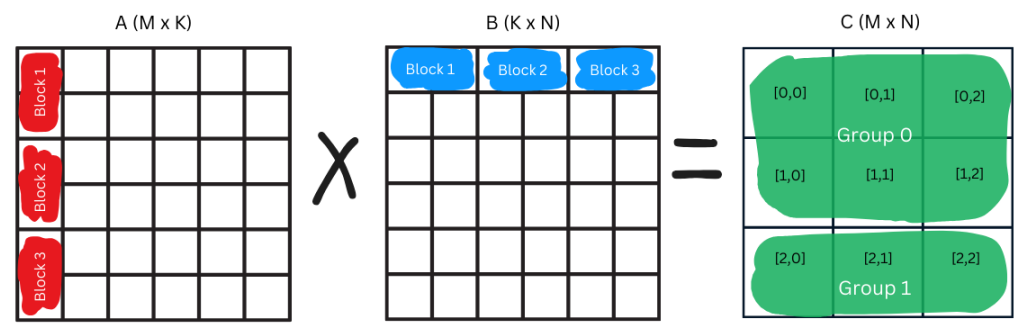 A (M x K)
B (K x N)
C (M x N)
Block 1
Block 2
Block 3
X
Block 1
Block 2
Block 3
=
[0,0]
[0,1]
[0,2]
Group 0
[1,0]
[1,1]
[1,2]
[2,0]
[2,1]
[2,2]
Group 1